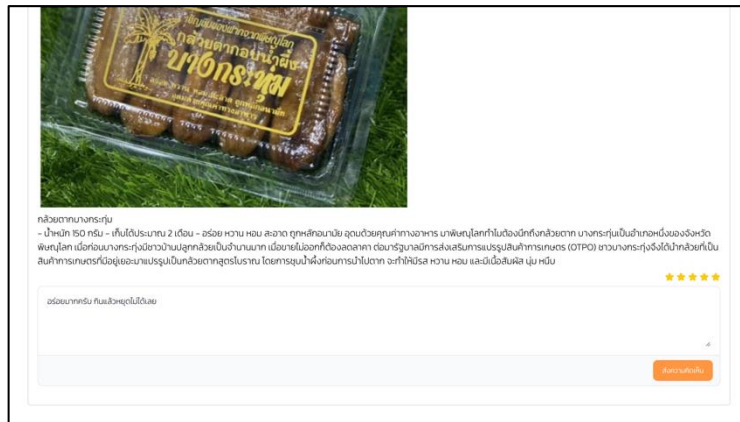 กล้วยตากอบน้ำผึ้ง
บางกระทุ่ม
กล้วยตากบางกระทุ่ม
- น้ำหนัก 150 กรัม - เก็บได้ประมาณ 2 เดือน - อร่อย หวาน หอม สะอาด ถูกหลักอนามัย อุดมด้วยคุณค่าทางอาหาร มาพิษณุโลกทำไมต้องนึกถึงกล้วยตาก บางกระทุ่มเป็นอำเภอหนึ่งของจังหวัด
พิษณุโลก เมื่อก่อนบางกระทุ่มมีชาวบ้านปลูกกล้วยเป็นจำนวนมาก เมื่อขายไม่ออกก็ต้องลดลาคา ต่อมารัฐบาลมีการส่งเสริมการแปรรูปสินค้าการเกษตร (OTPO) ชาวบางกระทุ่มจึงได้นำกล้วยที่เป็น
สินค้าการเกษตรที่มีอยู่เยอะมาแปรรูปเป็นกล้วยตากสูตรโบราณ โดยการชุบน้ำผึ้งก่อนการนำไปตาก จะทำให้มีรส หวาน หอม และมีเนื้อสัมผัส นุ่ม หนึบ
อร่อยมากครับ กินแล้วหยุดไม่ได้เลย
ส่งความคิดเห็น